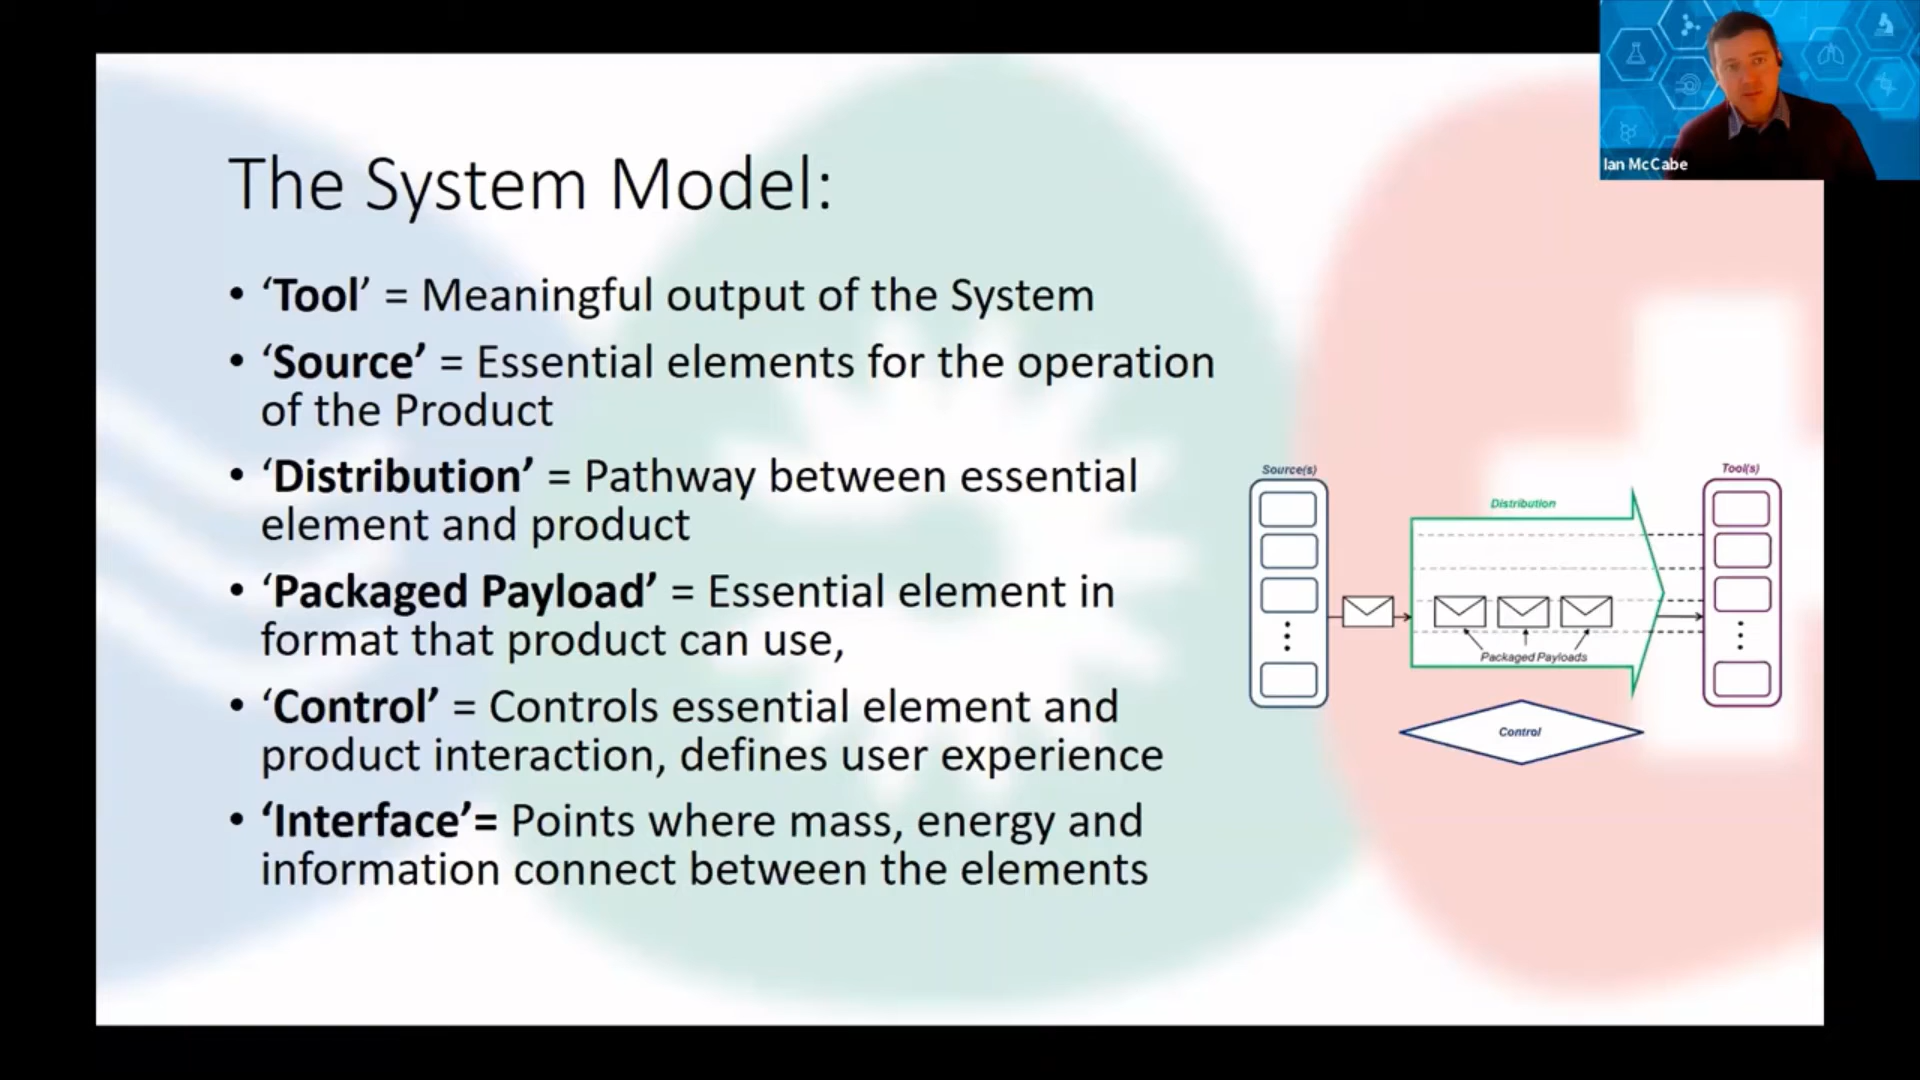 Ian McCabe
The System Model:
• ‘Tool’ = Meaningful output of the System
• ‘Source’ = Essential elements for the operation
of the Product
• ‘Distribution’ = Pathway between essential
element and product
• ‘Packaged Payload’ = Essential element in
format that product can use,
• ‘Control’ = Controls essential element and
product interaction, defines user experience
• ‘Interface’= Points where mass, energy and
information connect between the elements
Source(s)
Distribution
Tool(s)
Packaged Payloads
Control